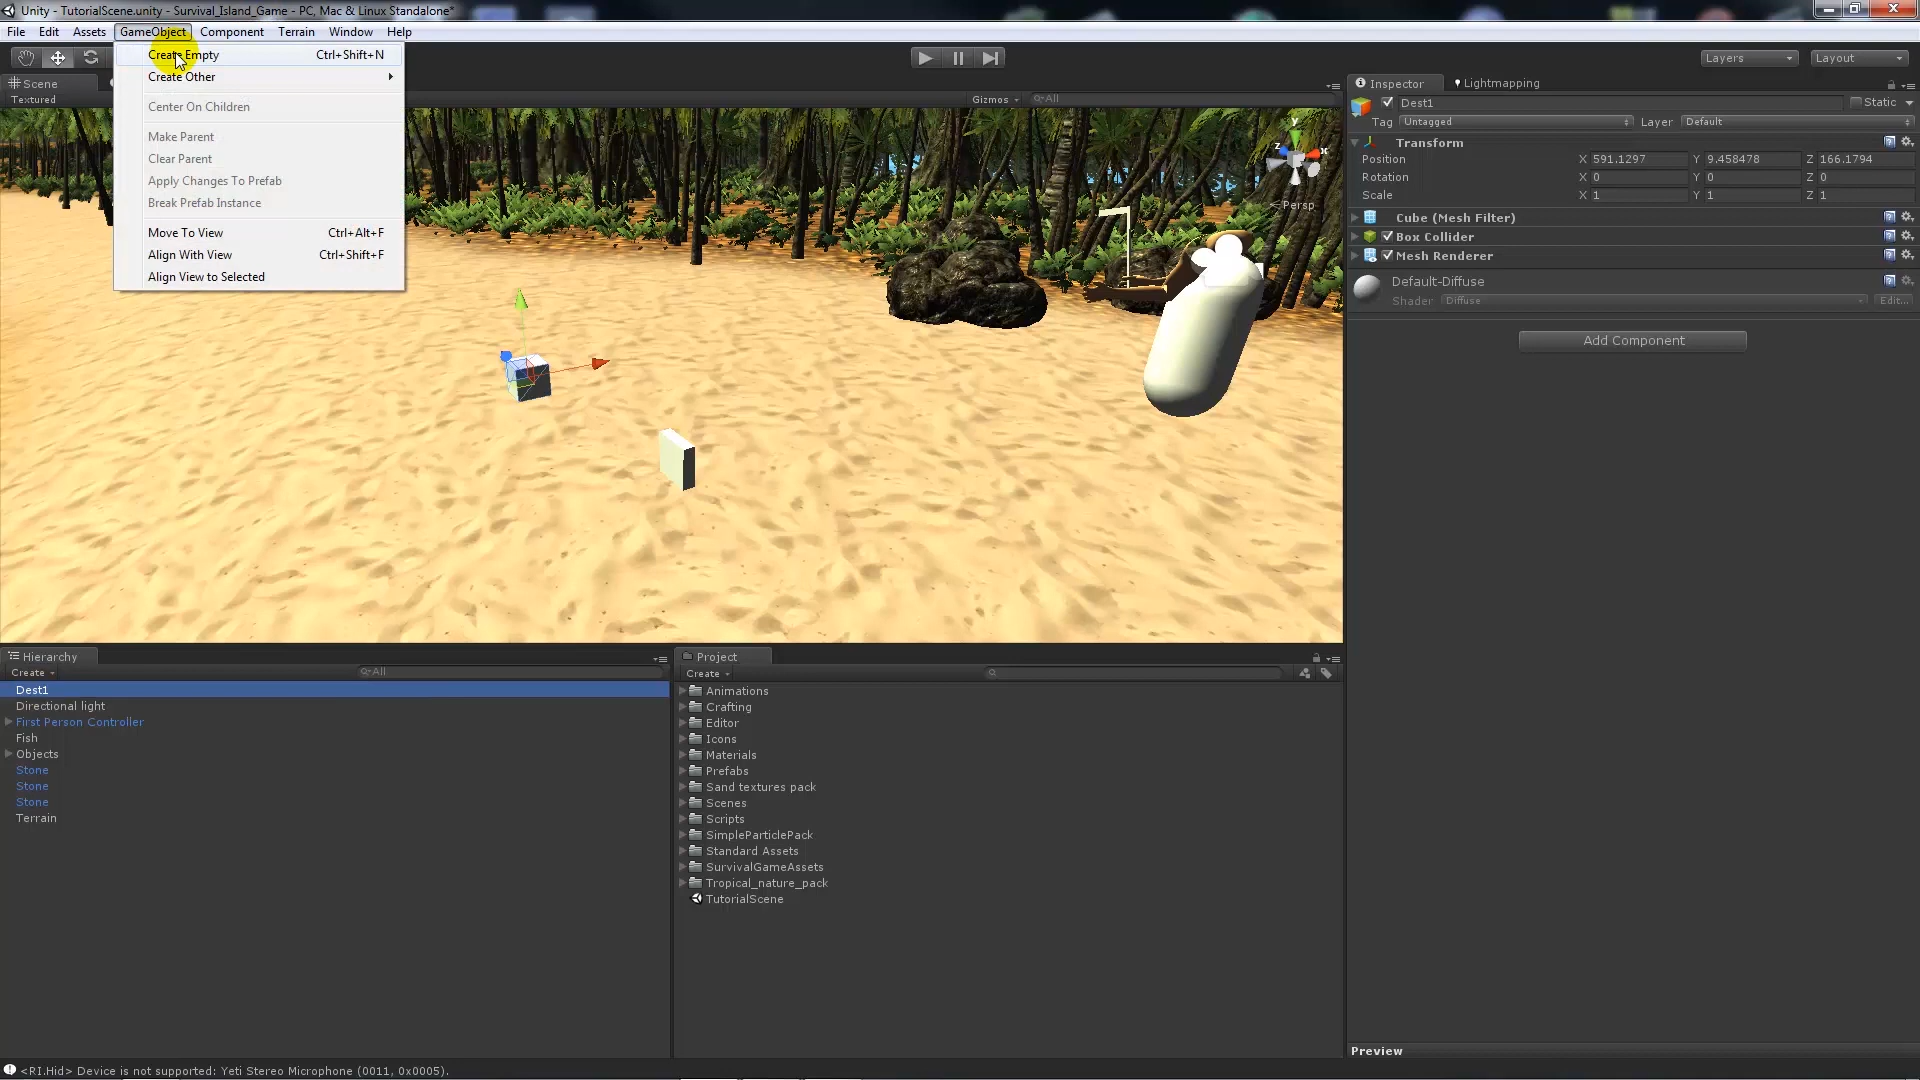 Unity - TutorialScene.unity - Survival_Island_Game - PC, Mac & Linux Standalone*
File Edit Assets GameObject Component Terrain Window Help
Create Empty Ctrl+Shift+N
Create Other
Center On Children
Make Parent
Clear Parent
Apply Changes To Prefab
Break Prefab Instance
Move To View Ctrl+Alt+F
Align With View Ctrl+Shift+F
Align View to Selected
Layers Layout
Scene
Textured Gizmos All
y
z
x
Persp
Inspector Lightmapping
Dest1 Static
Tag Untagged Layer Default
Transform
Position X 591.1297 Y 9.458478 Z 166.1794
Rotation X 0 Y 0 Z 0
Scale X 1 Y 1 Z 1
Cube (Mesh Filter)
Box Collider
Mesh Renderer
Default-Diffuse
Shader Diffuse Edit...
Add Component
Hierarchy
Create All
Dest1
Directional light
First Person Controller
Fish
Objects
Stone
Stone
Stone
Terrain
Project
Create
Animations
Crafting
Editor
Icons
Materials
Prefabs
Sand textures pack
Scenes
Scripts
SimpleParticlePack
Standard Assets
SurvivalGameAssets
Tropical_nature_pack
TutorialScene
Preview
<RI.Hid> Device is not supported: Yeti Stereo Microphone (0011, 0x0005).